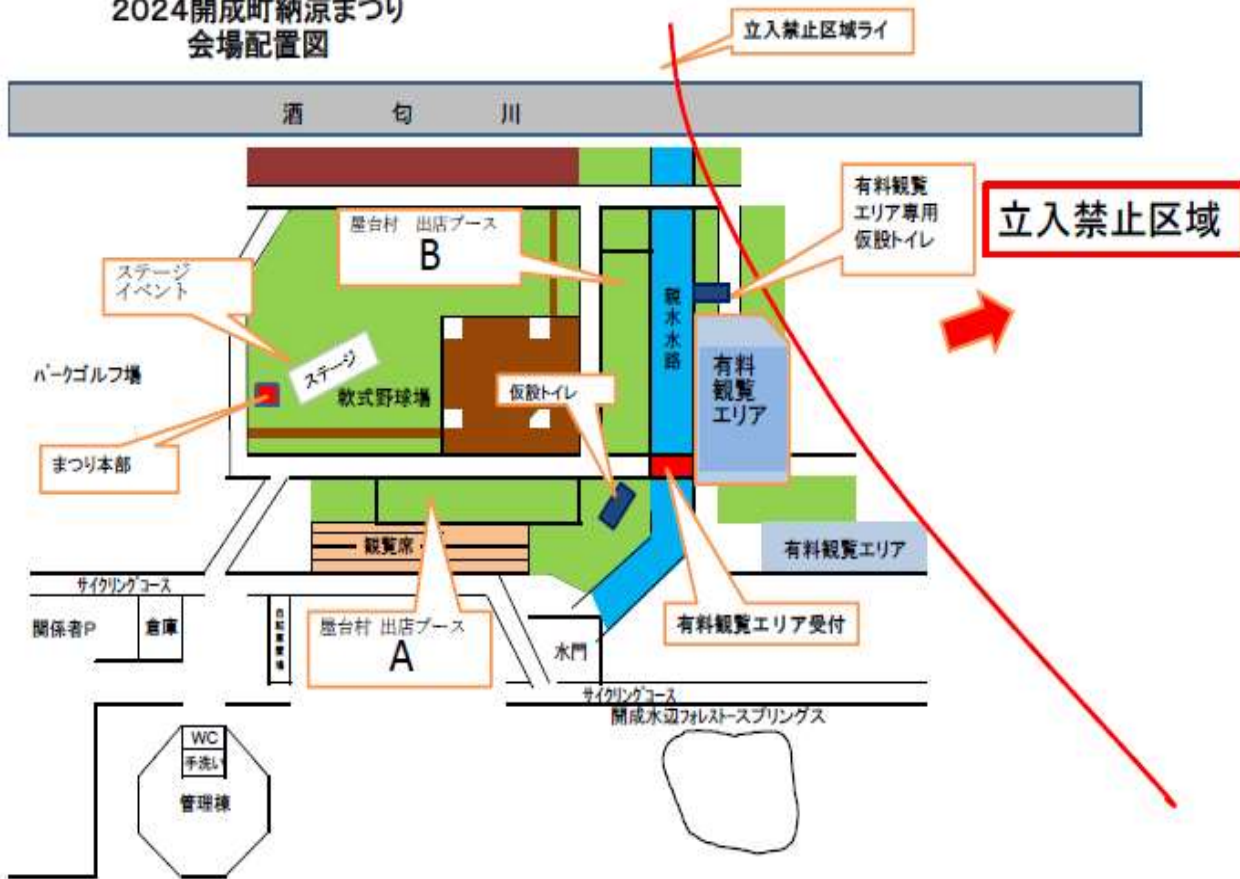 2024開成町納涼まつり
会場配置図
立入禁止区域ライ
酒匂川
有料観覧
エリア専用
仮設トイレ
立入禁止区域
屋台村 出店ブース
B
ステージ
イベント
ステージ
親水水路
パークゴルフ場
軟式野球場
仮設トイレ
有料
観覧
エリア
まつり本部
観覧席
有料観覧エリア
サイクリングコース
関係者P
倉庫
自転車置場
屋台村 出店ブース
A
有料観覧エリア受付
水門
サイクリングコース
開成水辺フォレストースプリングス
WC
手洗い
管理棟